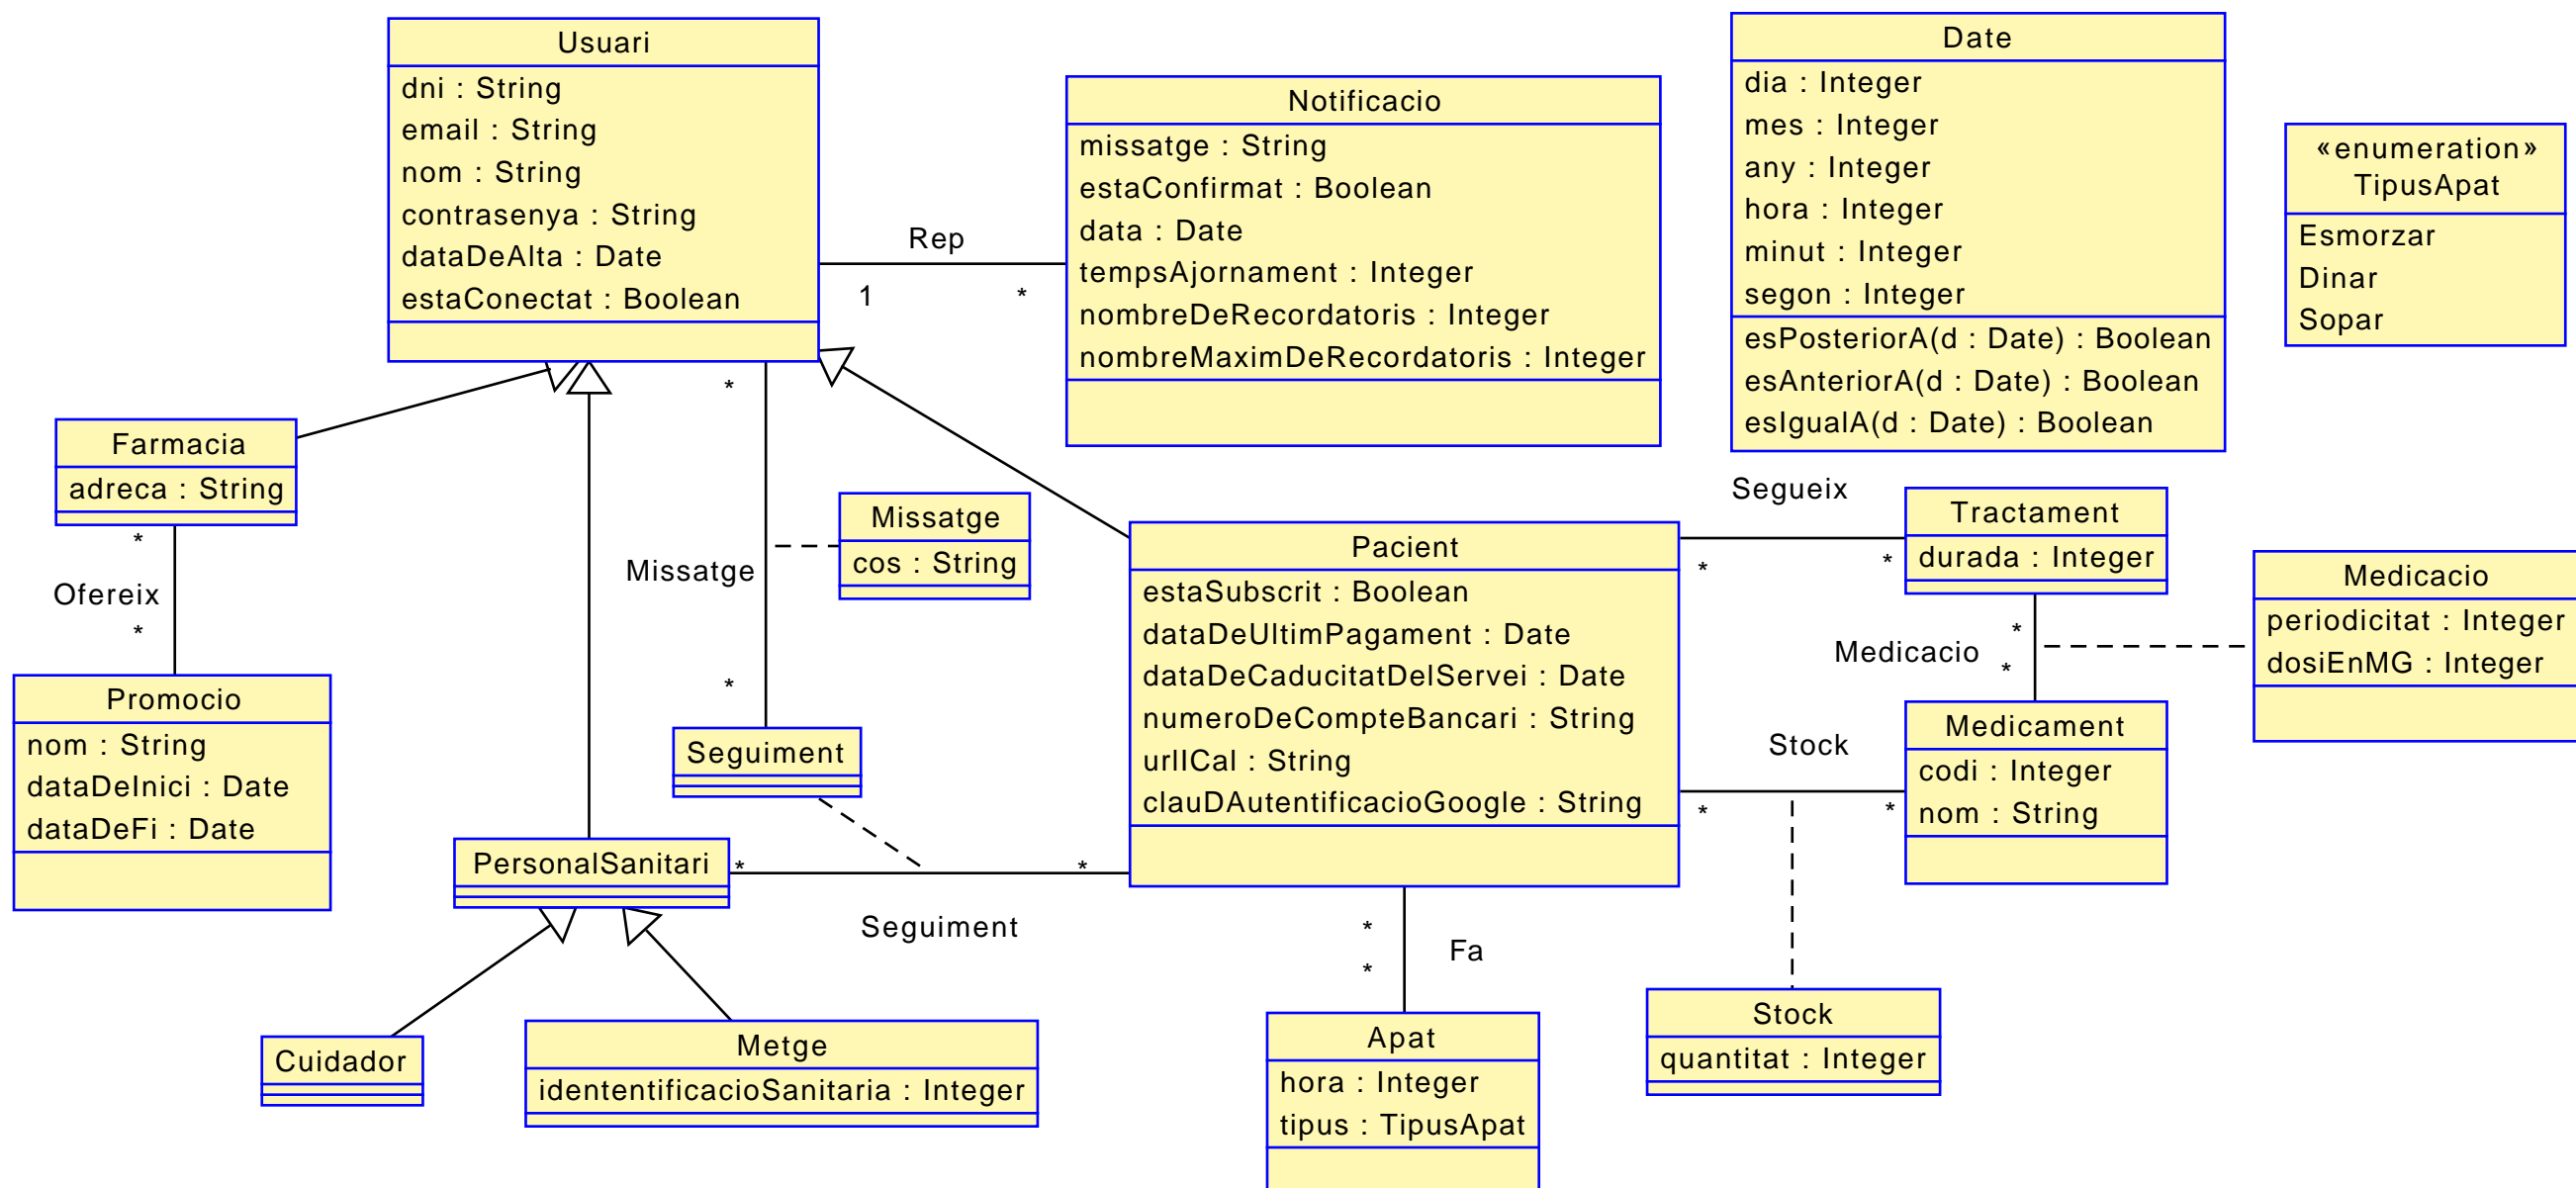 Usuari
dni : String
email : String
nom : String
contrasenya : String
dataDeAlta : Date
estaConectat : Boolean
Rep
1
*
Notificacio
missatge : String
estaConfirmat : Boolean
data : Date
tempsAjornament : Integer
nombreDeRecordatoris : Integer
nombreMaximDeRecordatoris : Integer
Date
dia : Integer
mes : Integer
any : Integer
hora : Integer
minut : Integer
segon : Integer
esPosteriorA(d : Date) : Boolean
esAnteriorA(d : Date) : Boolean
esIgualA(d : Date) : Boolean
«enumeration»
TipusApat
Esmorzar
Dinar
Sopar
Farmacia
adreca : String
*
Ofereix
*
Promocio
nom : String
dataDeInici : Date
dataDeFi : Date
*
Missatge
*
Missatge
cos : String
Seguiment
PersonalSanitari
*
*
Seguiment
Cuidador
Metge
idententificacioSanitaria : Integer
Pacient
estaSubscrit : Boolean
dataDeUltimPagament : Date
dataDeCaducitatDelServei : Date
numeroDeCompteBancari : String
urlICal : String
clauDAutentificacioGoogle : String
Segueix
*
*
Tractament
durada : Integer
*
Medicacio
*
Medicacio
periodicitat : Integer
dosiEnMG : Integer
Medicament
codi : Integer
nom : String
Stock
*
*
Stock
quantitat : Integer
*
Fa
*
Apat
hora : Integer
tipus : TipusApat